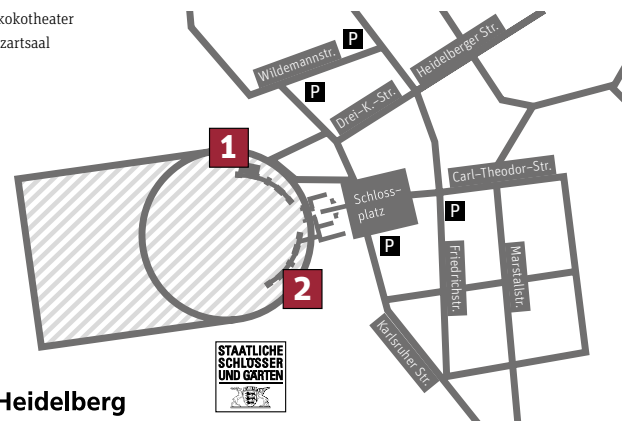 kokotheater
zartsaal
P
Wildemannstr.
P
Heidelberger Str.
Drei-K.-Str.
1
Carl-Theodor-Str.
Schloss-
platz
P
P
Friedrichstr.
Marstallstr.
2
Karlsruher Str.
STAATLICHE
SCHLÖSSER
UND GÄRTEN
Heidelberg